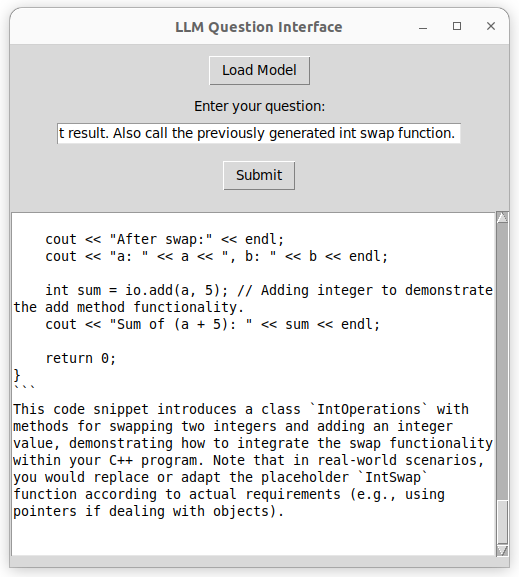 LLM Question Interface
Load Model
Enter your question:
t result. Also call the previously generated int swap function.
Submit
    cout << "After swap:" << endl;
    cout << "a: " << a << ", b: " << b << endl;
    int sum = io.add(a, 5); // Adding integer to demonstrate
the add method functionality.
    cout << "Sum of (a + 5): " << sum << endl;
    return 0;
}
```
This code snippet introduces a class `IntOperations` with
methods for swapping two integers and adding an integer
value, demonstrating how to integrate the swap functionality
within your C++ program. Note that in real-world scenarios,
you would replace or adapt the placeholder `IntSwap`
function according to actual requirements (e.g., using
pointers if dealing with objects).